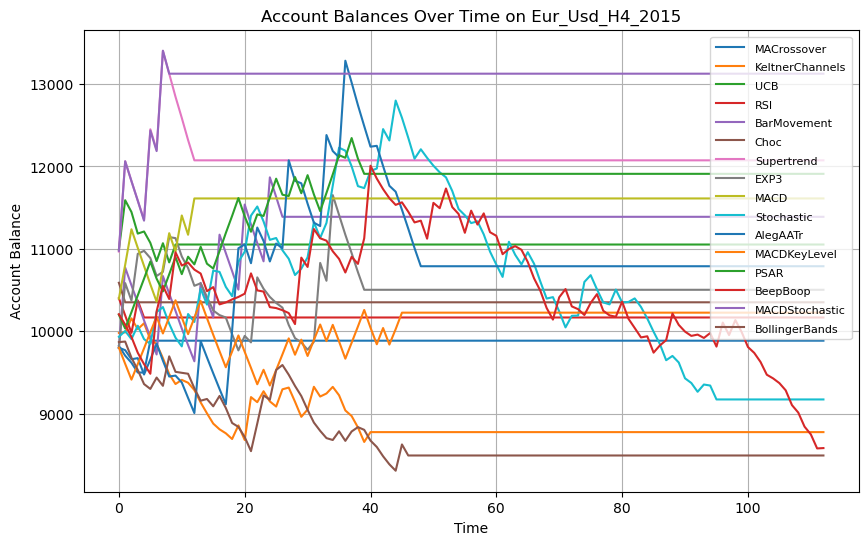 Account Balances Over Time on Eur_Usd_H4_2015
Account Balance
13000
12000
11000
10000
9000
0
20
40
60
80
100
Time
MACrossover
KeltnerChannels
UCB
RSI
BarMovement
Choc
Supertrend
EXP3
MACD
Stochastic
AlegAATr
MACDKeyLevel
PSAR
BeepBoop
MACDStochastic
BollingerBands